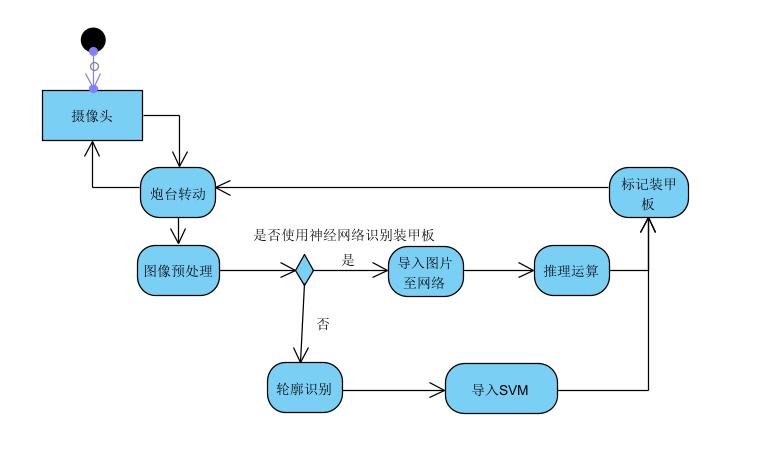 摄像头
炮台转动
标记装甲
板
是否使用神经网络识别装甲板
图像预处理
是
导入图片
至网络
推理运算
否
轮廓识别
导入SVM